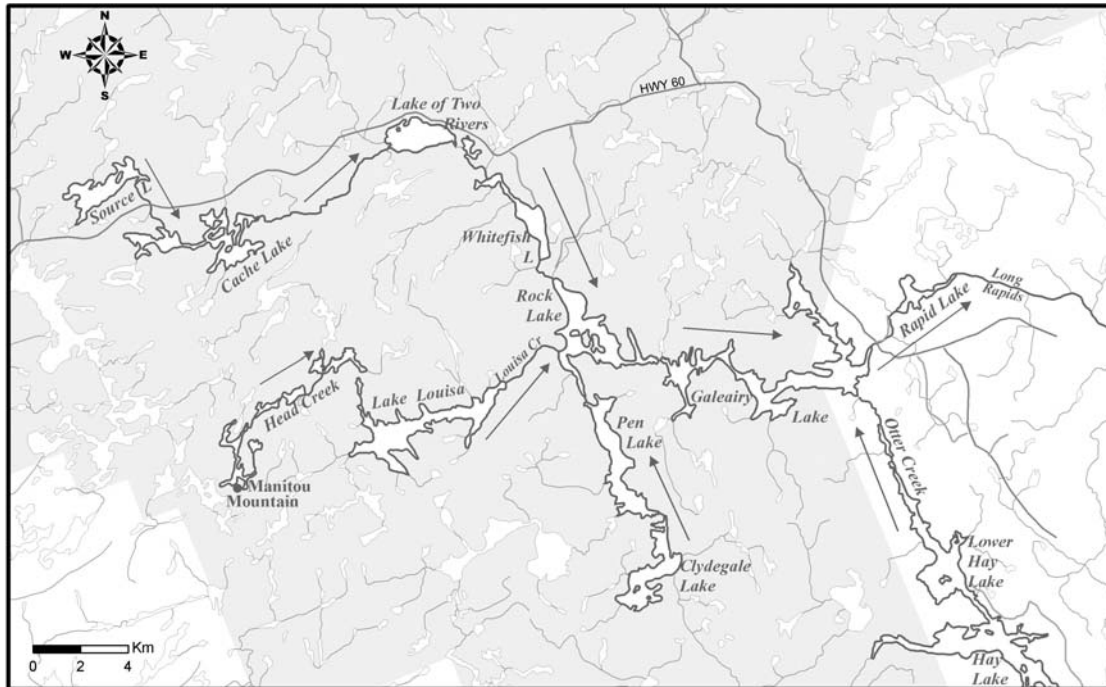 N
W E
S
HWY 60
Lake of Two
Rivers
Source L
Cache Lake
Whitefish
L
Rock
Lake
Long
Rapids
Rapid Lake
Louisa Cr
Lake Louisa
Head Creek
Galeairy
Lake
Pen
Lake
Otter Creek
Manitou
Mountain
Lower
Hay
Lake
Clydegale
Lake
Km
0 2 4
Hay
Lake